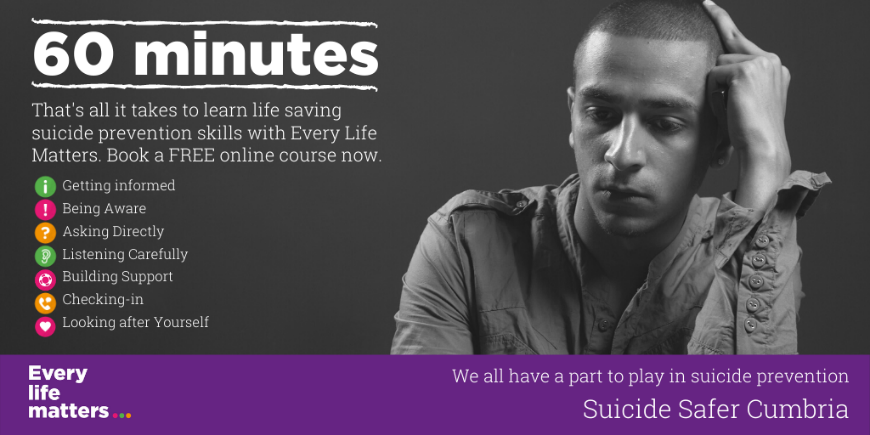 60 minutes
That's all it takes to learn life saving
suicide prevention skills with Every Life
Matters. Book a FREE online course now.
Getting informed
Being Aware
Asking Directly
Listening Carefully
Building Support
Checking-in
Looking after Yourself
Every
life
matters...
We all have a part to play in suicide prevention
Suicide Safer Cumbria